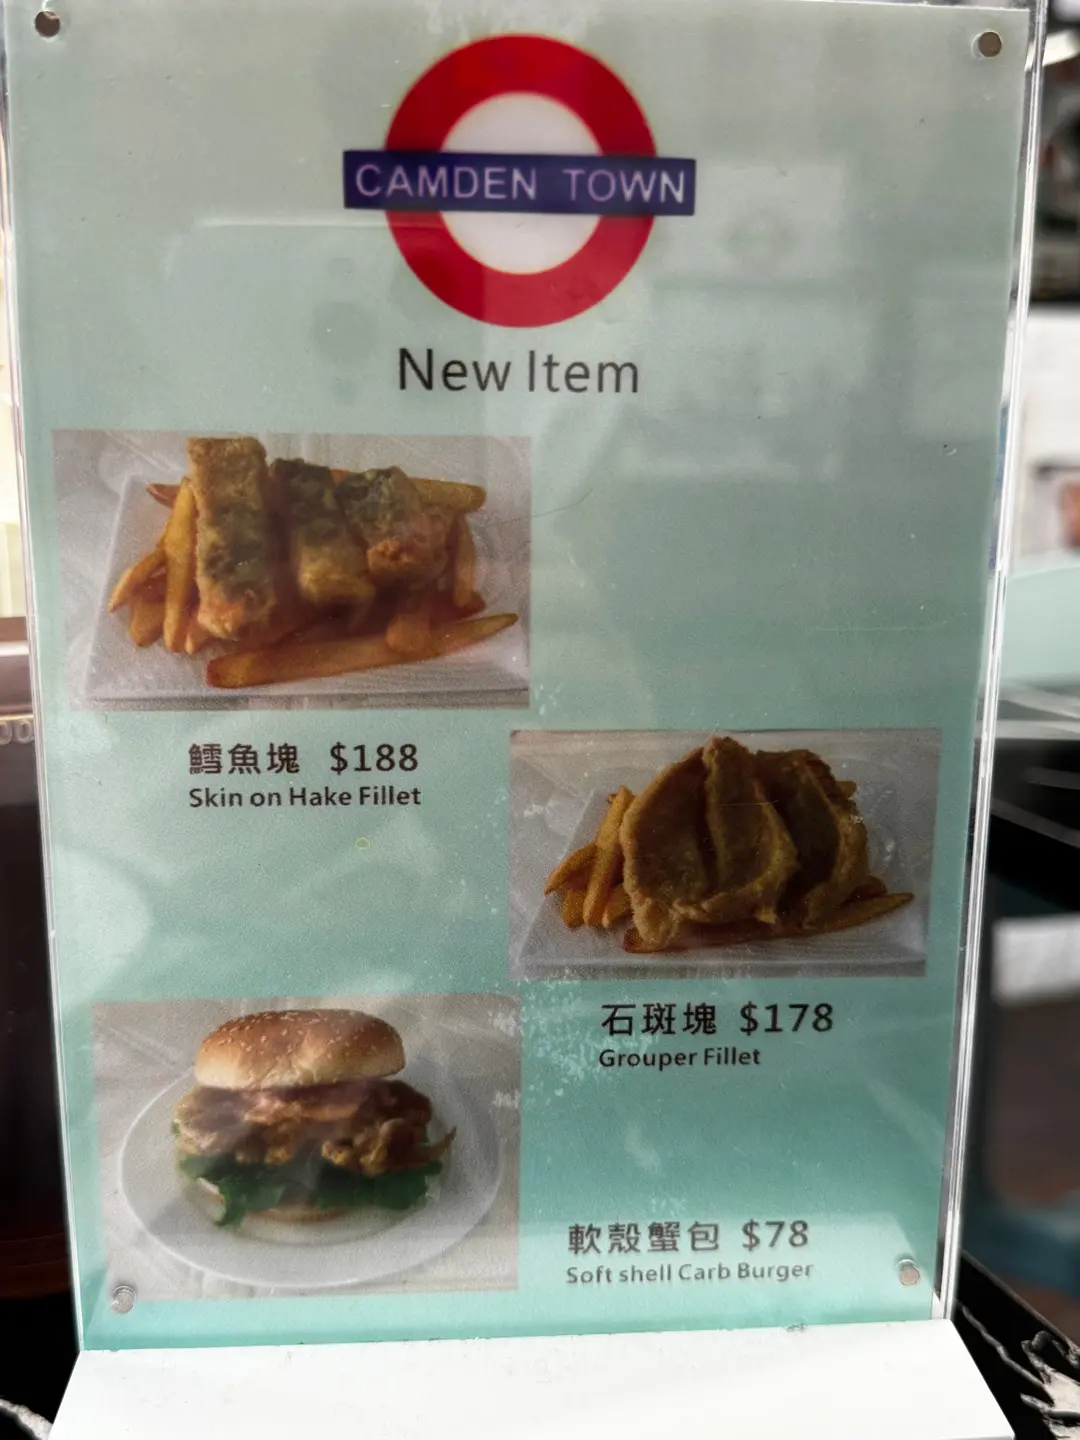 CAMDEN TOWN
New Item
鱈魚塊 $188
Skin on Hake Fillet
石斑塊 $178
Grouper Fillet
軟殼蟹包 $78
Soft shell Carb Burger